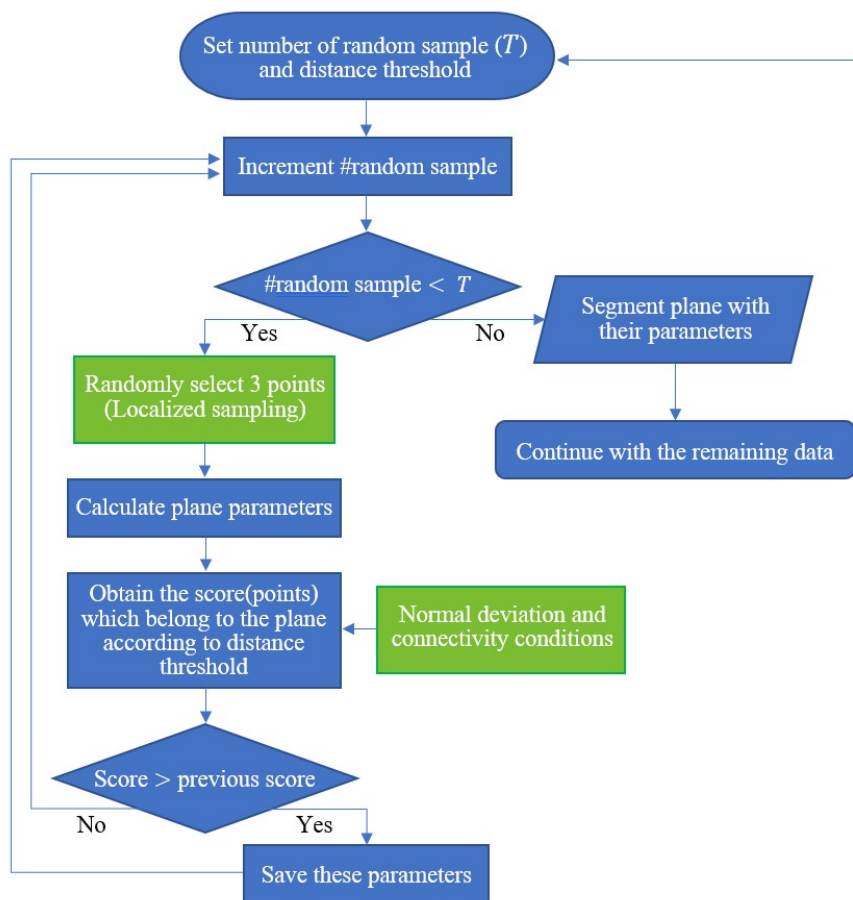 Set number of random sample (T)
and distance threshold
Increment #random sample
#random sample < T
Yes
No
Segment plane with
their parameters
Randomly select 3 points
(Localized sampling)
Continue with the remaining data
Calculate plane parameters
Obtain the score(points)
which belong to the plane
according to distance
threshold
Normal deviation and
connectivity conditions
Score > previous score
No
Yes
Save these parameters